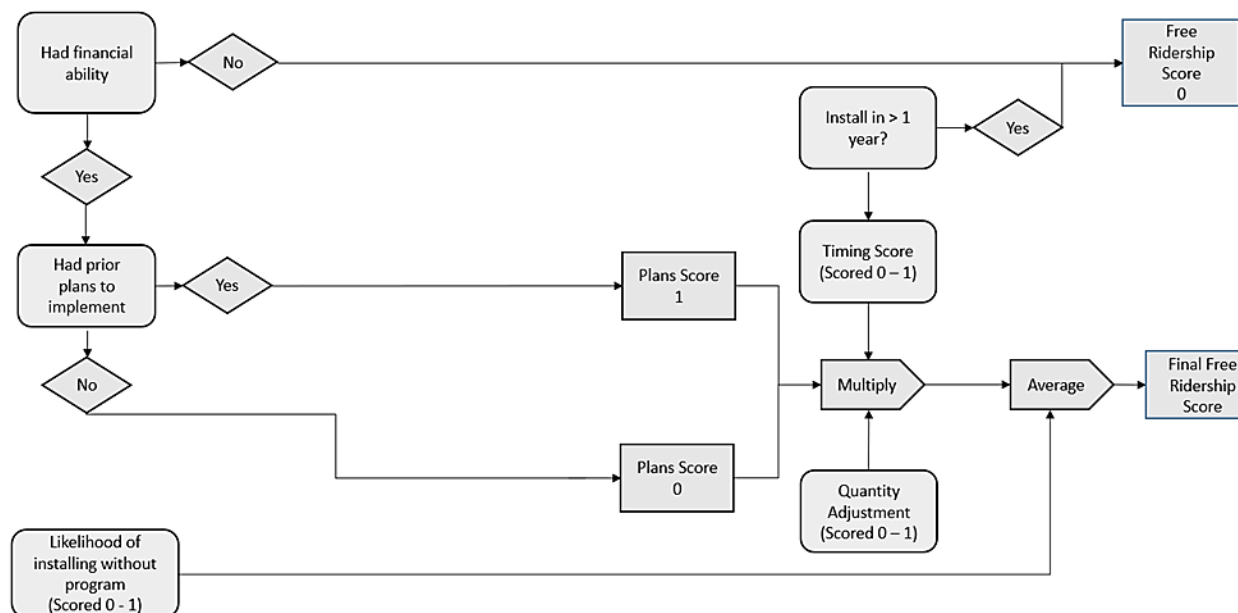 Had financial
ability
No
Free
Ridership
Score
0
Install in > 1
year?
Yes
Yes
Had prior
plans to
implement
Yes
Plans Score
1
Timing Score
(Scored 0 – 1)
No
Multiply
Average
Final Free
Ridership
Score
Plans Score
0
Quantity
Adjustment
(Scored 0 – 1)
Likelihood of
installing without
program
(Scored 0 - 1)